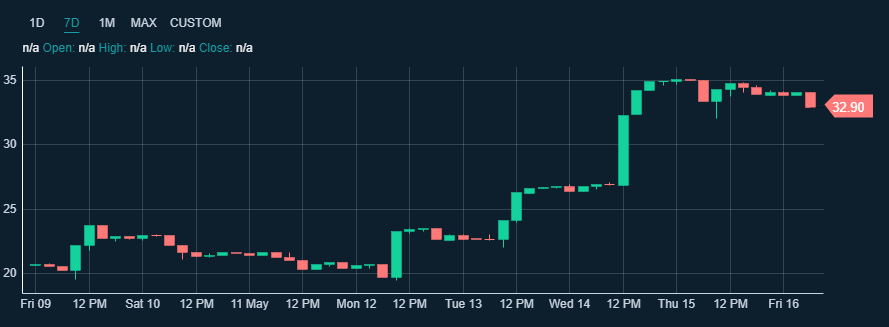 1D 7D 1M MAX CUSTOM
n/a Open: n/a High: n/a Low: n/a Close: n/a
35
32.90
30
25
20
Fri 09 12 PM Sat 10 12 PM 11 May 12 PM Mon 12 12 PM Tue 13 12 PM Wed 14 12 PM Thu 15 12 PM Fri 16